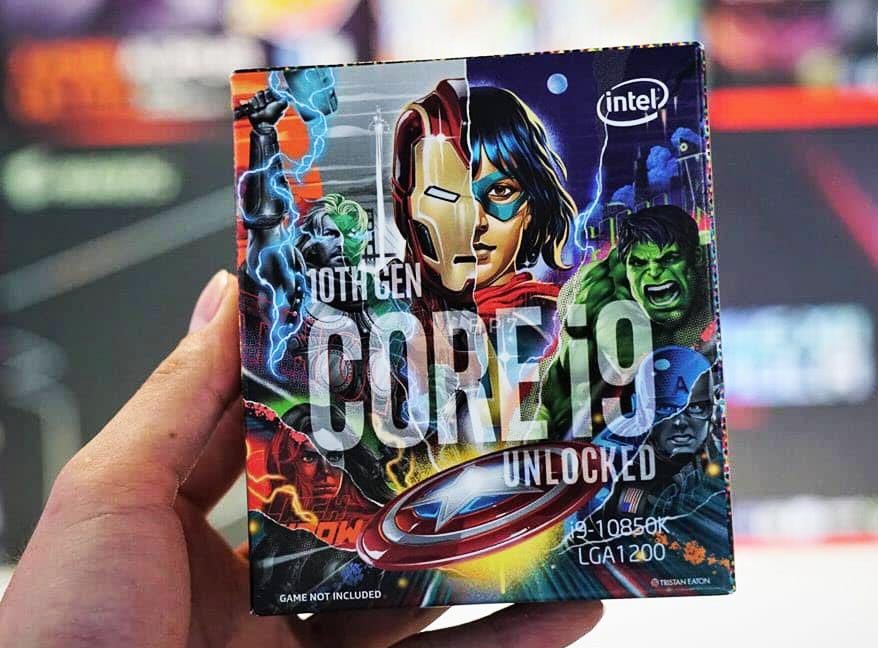 intel
10TH GEN
CORE i9
UNLOCKED
i9-10850K
LGA1200
GAME NOT INCLUDED
TRISTAN EATON
A